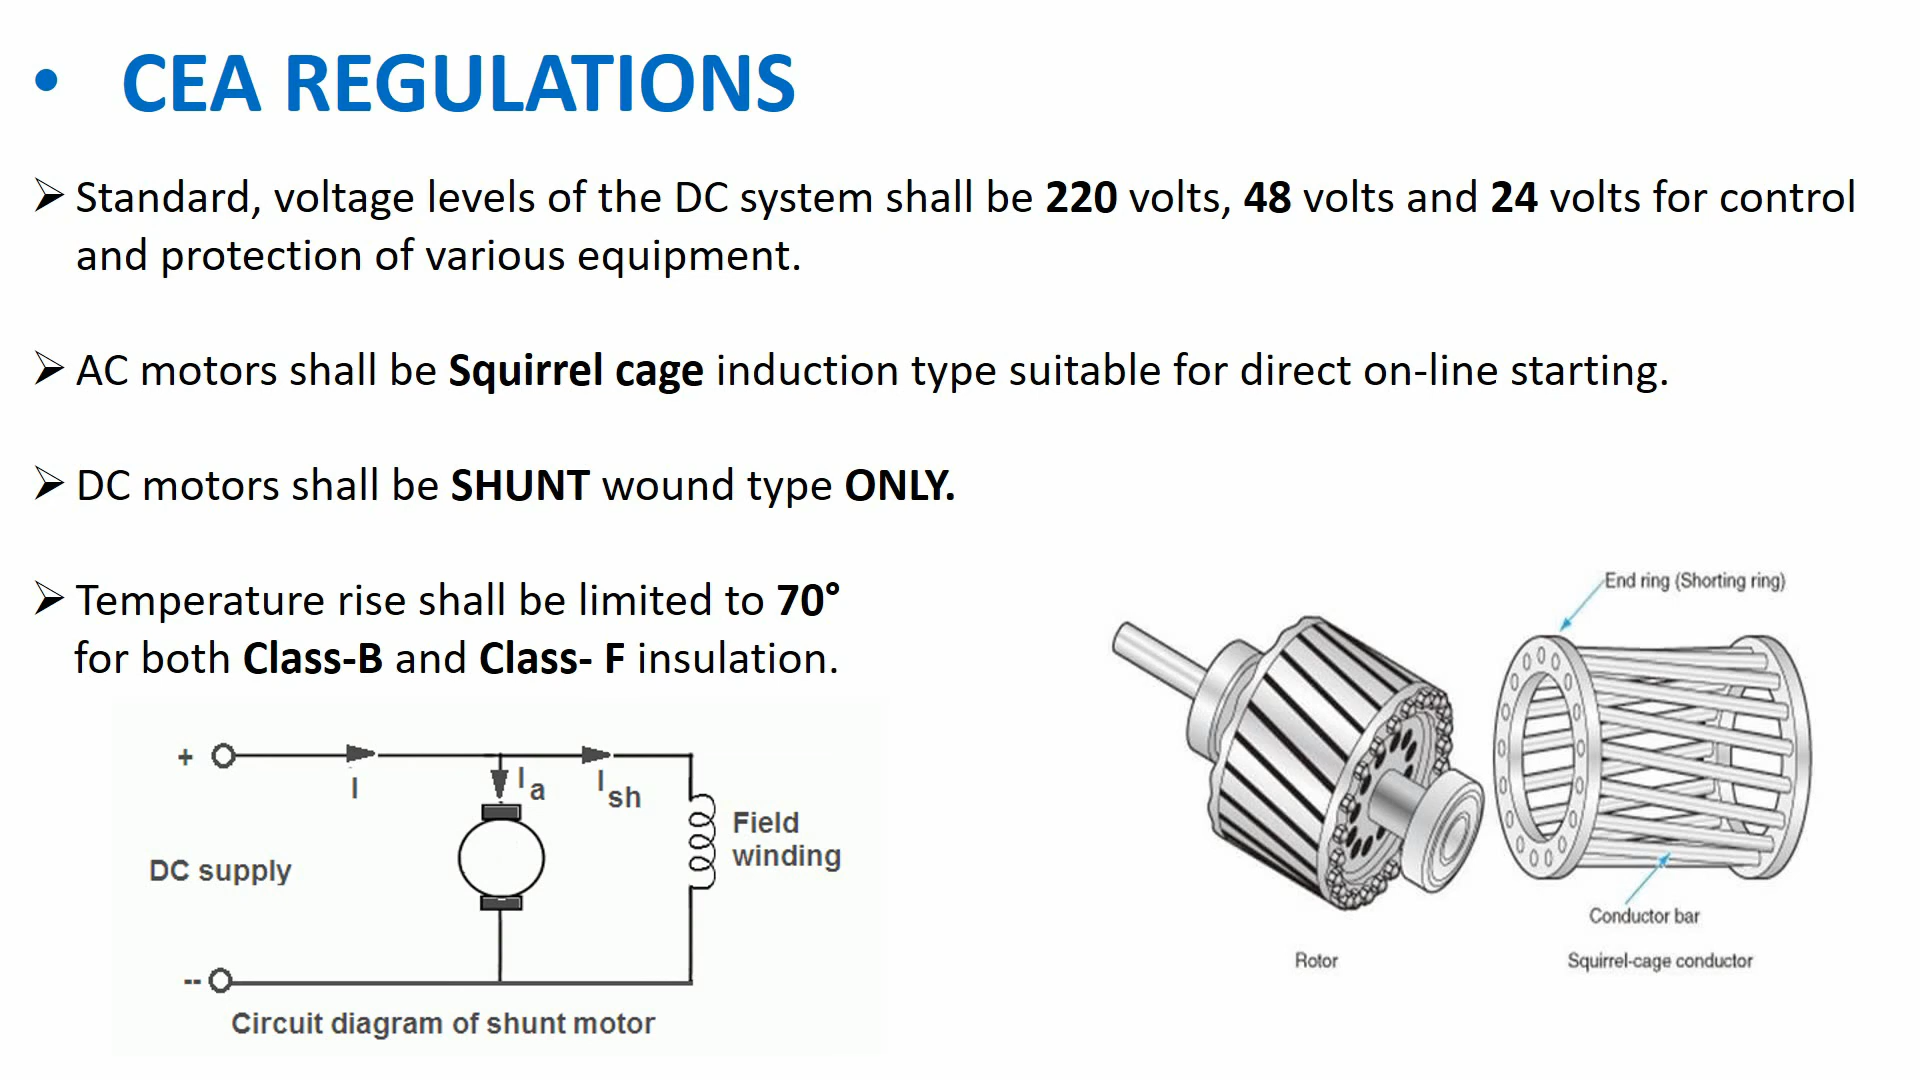 • CEA REGULATIONS
➢ Standard, voltage levels of the DC system shall be 220 volts, 48 volts and 24 volts for control
and protection of various equipment.
➢ AC motors shall be Squirrel cage induction type suitable for direct on-line starting.
➢ DC motors shall be SHUNT wound type ONLY.
➢ Temperature rise shall be limited to 70°
for both Class-B and Class- F insulation.
+
I
Ia
Ish
Field
winding
DC supply
--
Circuit diagram of shunt motor
End ring (Shorting ring)
Conductor bar
Rotor
Squirrel-cage conductor